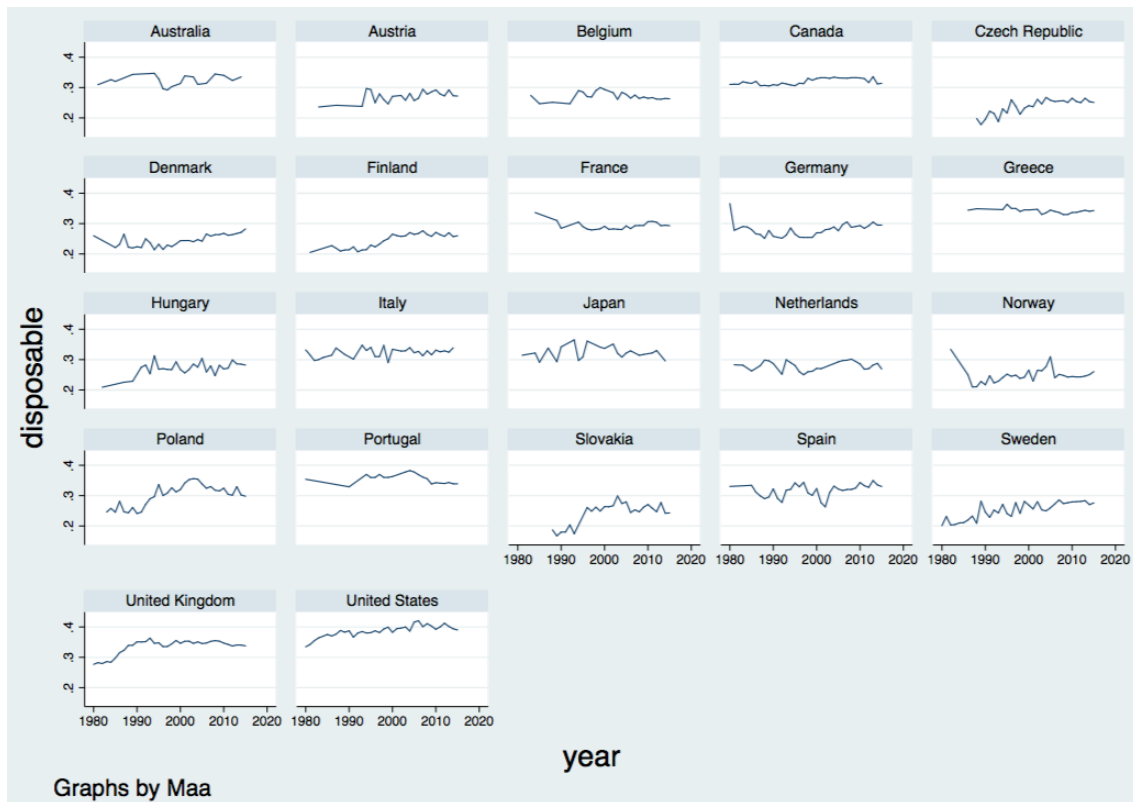 Australia Austria Belgium Canada Czech Republic
.4
.3
.2
Denmark Finland France Germany Greece
.4
.3
.2
Hungary Italy Japan Netherlands Norway
.4
.3
.2
Poland Portugal Slovakia Spain Sweden
.4
.3
.2
1980 1990 2000 2010 2020 1980 1990 2000 2010 2020 1980 1990 2000 2010 2020
United Kingdom United States
.4
.3
.2
1980 1990 2000 2010 2020 1980 1990 2000 2010 2020
disposable
year
Graphs by Maa